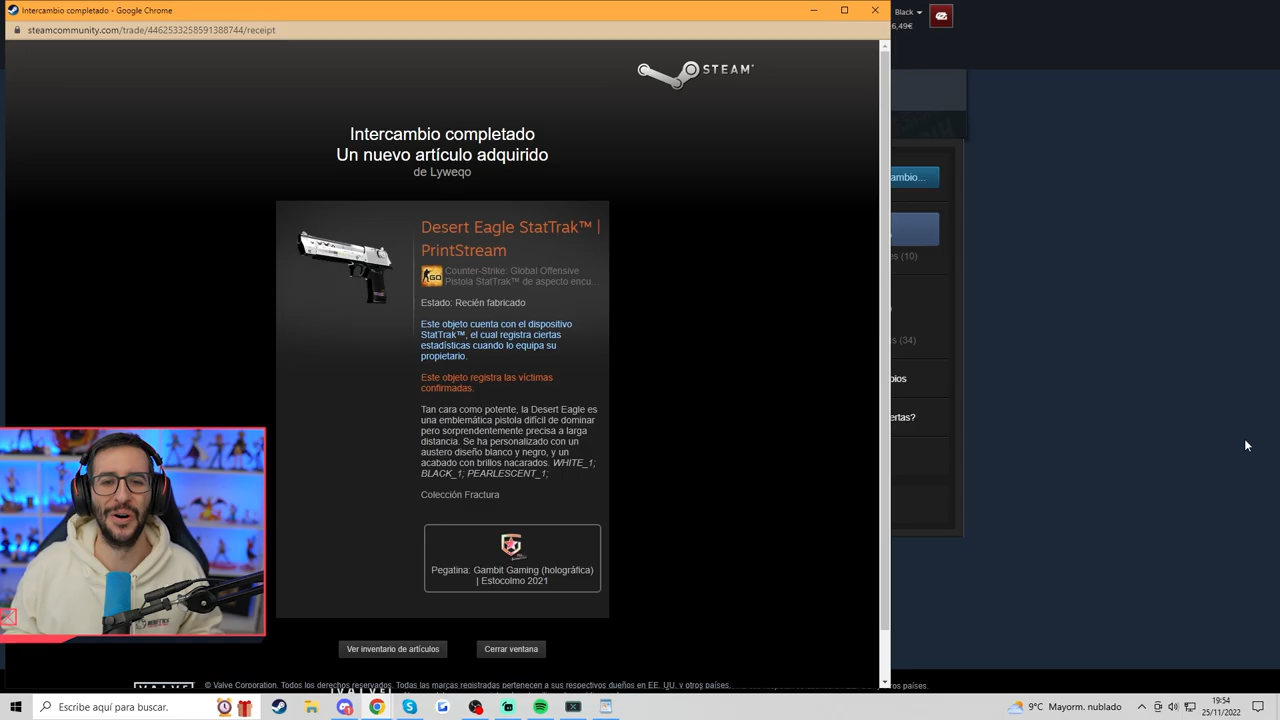 Intercambio completado - Google Chrome
Black
6,49€
steamcommunity.com/trade/4462533258591388744/receipt
STEAM
Intercambio completado
Un nuevo artículo adquirido
de Lyweqo
Desert Eagle StatTrak™ |
PrintStream
Counter-Strike: Global Offensive
Pistola StatTrak™ de aspecto encu...
Estado: Recién fabricado
Este objeto cuenta con el dispositivo
StatTrak™, el cual registra ciertas
estadísticas cuando lo equipa su
propietario.
Este objeto registra las víctimas
confirmadas.
Tan cara como potente, la Desert Eagle es
una emblemática pistola difícil de dominar
pero sorprendentemente precisa a larga
distancia. Se ha personalizado con un
austero diseño blanco y negro, y un
acabado con brillos nacarados. WHITE_1;
BLACK_1; PEARLESCENT_1;
Colección Fractura
Pegatina: Gambit Gaming (holográfica)
| Estocolmo 2021
Ver inventario de artículos
Cerrar ventana
cambio...
es (10)
s (34)
bios
ertas?
VALVE
© Valve Corporation. Todos los derechos reservados. Todas las marcas registradas pertenecen a sus respectivos dueños en EE. UU. y otros países.
Escribe aquí para buscar.
9°C Mayorm. nublado
19:54
25/11/2022